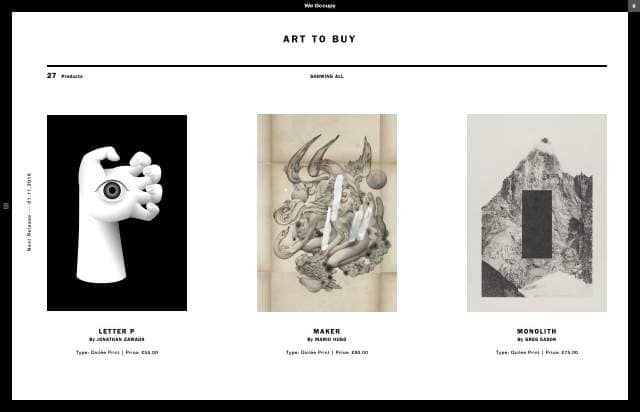 We Occupy
0
ART TO BUY
27 Products
SHOWING ALL
Next Release — 01.11.2016
LETTER P
By JONATHAN ZAWADA
Type: Giclée Print | Price: £55.00
MAKER
By MARIO HUGO
Type: Giclée Print | Price: £90.00
MONOLITH
By GREG EASON
Type: Giclée Print | Price: £75.00